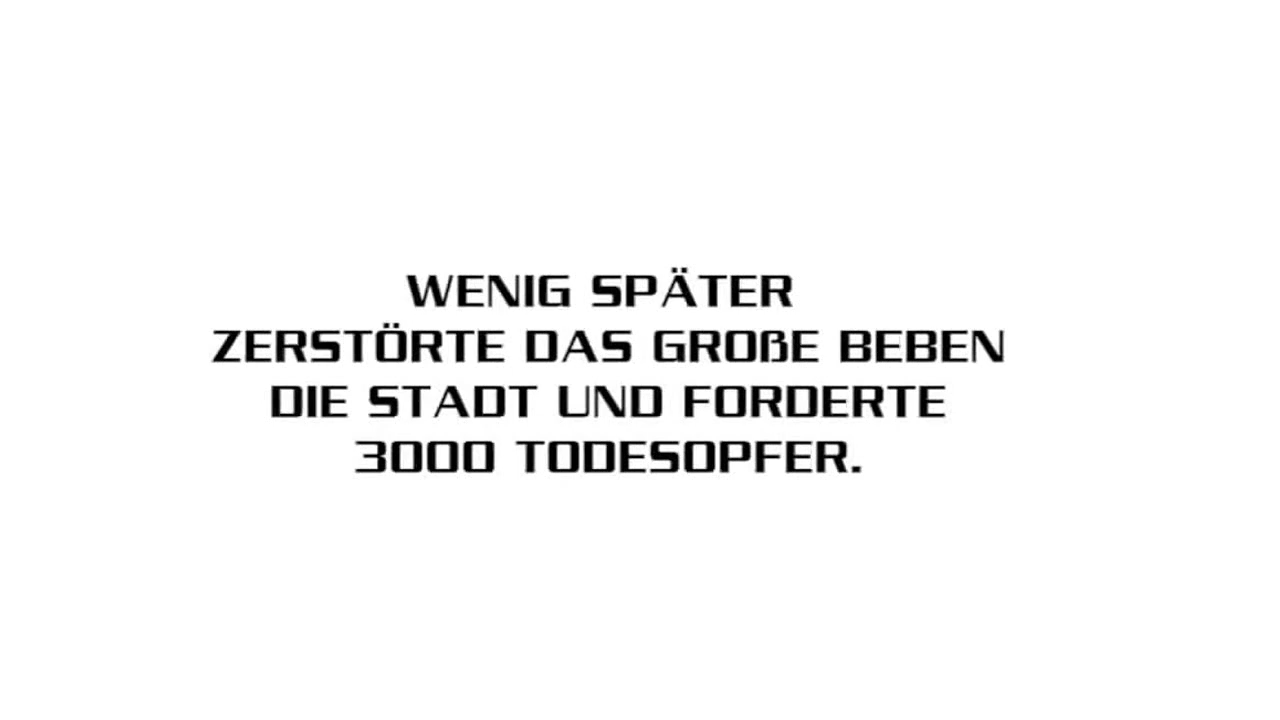 WENIG SPÄTER
ZERSTÖRTE DAS GROßE BEBEN
DIE STADT UND FORDERTE
3000 TODESOPFER.